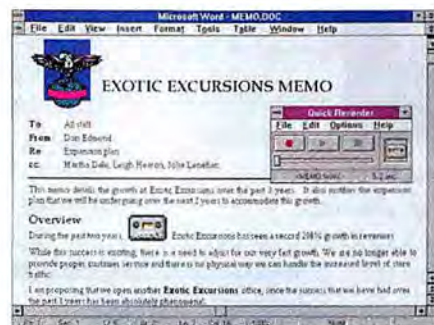 Microsoft Word - MEMO.DOC
File Edit View Insert Format Tools Table Window Help
EXOTIC EXCURSIONS MEMO
To All staff
From Don Edmond
Re Expansion plan
cc: Martha Dale, Leigh
Quick Recorder
File Edit Options Help
This memo details the growth at Exotic Excursions over the past 2 years. It also outlines the expansion
plan that we will be undergoing over the next 2 years to accommodate this growth.
Overview
During the past two years, Exotic Excursions has seen a record 200% growth in revenues.
While this success is exciting, there is a need to adjust for our very fast growth. We are no longer able to
provide proper customer service and there is no physical way we can handle the increased level of store
traffic.
I am proposing that we open another Exotic Excursions office, since the success that we have had over
the past 2 years has been absolutely phenomenal.